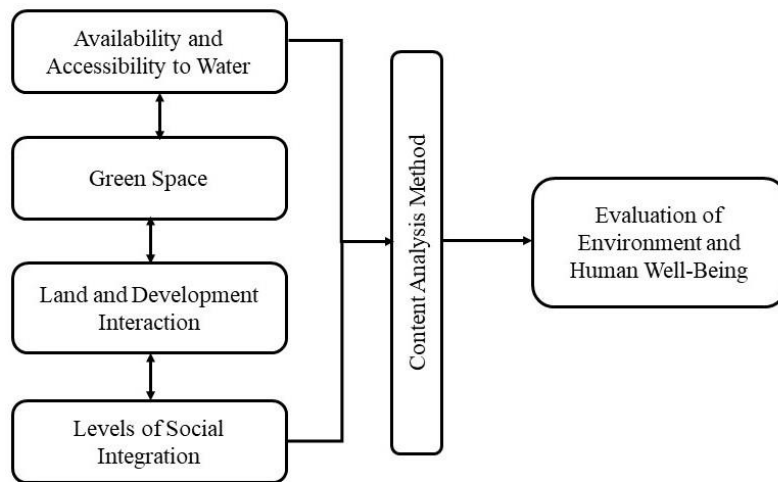 Availability and
Accessibility to Water
Green Space
Land and Development
Interaction
Levels of Social
Integration
Content Analysis Method
Evaluation of
Environment and
Human Well-Being